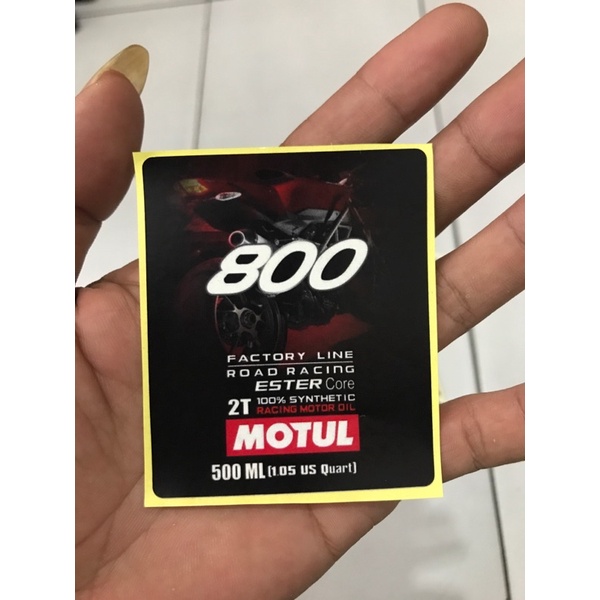 800
FACTORY LINE
ROAD RACING
ESTER Core
2T 100% SYNTHETIC
RACING MOTOR OIL
MOTUL
500 ML (1.05 US Quart)